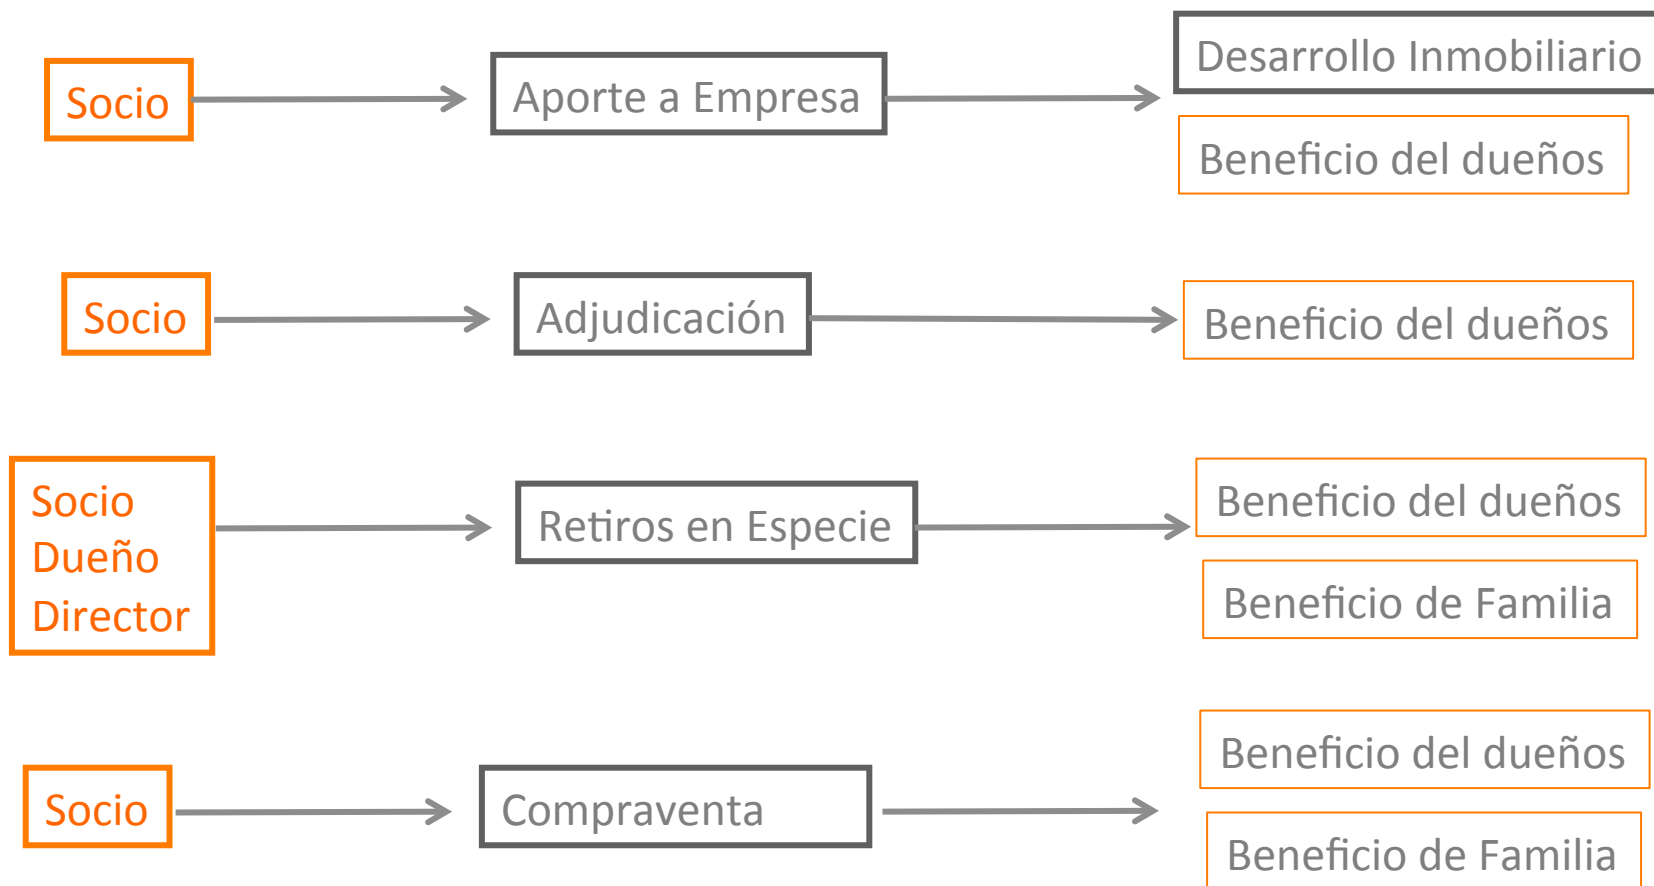 Socio
Aporte a Empresa
Desarrollo Inmobiliario
Beneficio del dueños
Socio
Adjudicación
Beneficio del dueños
Socio
Dueño
Director
Retiros en Especie
Beneficio del dueños
Beneficio de Familia
Socio
Compraventa
Beneficio del dueños
Beneficio de Familia